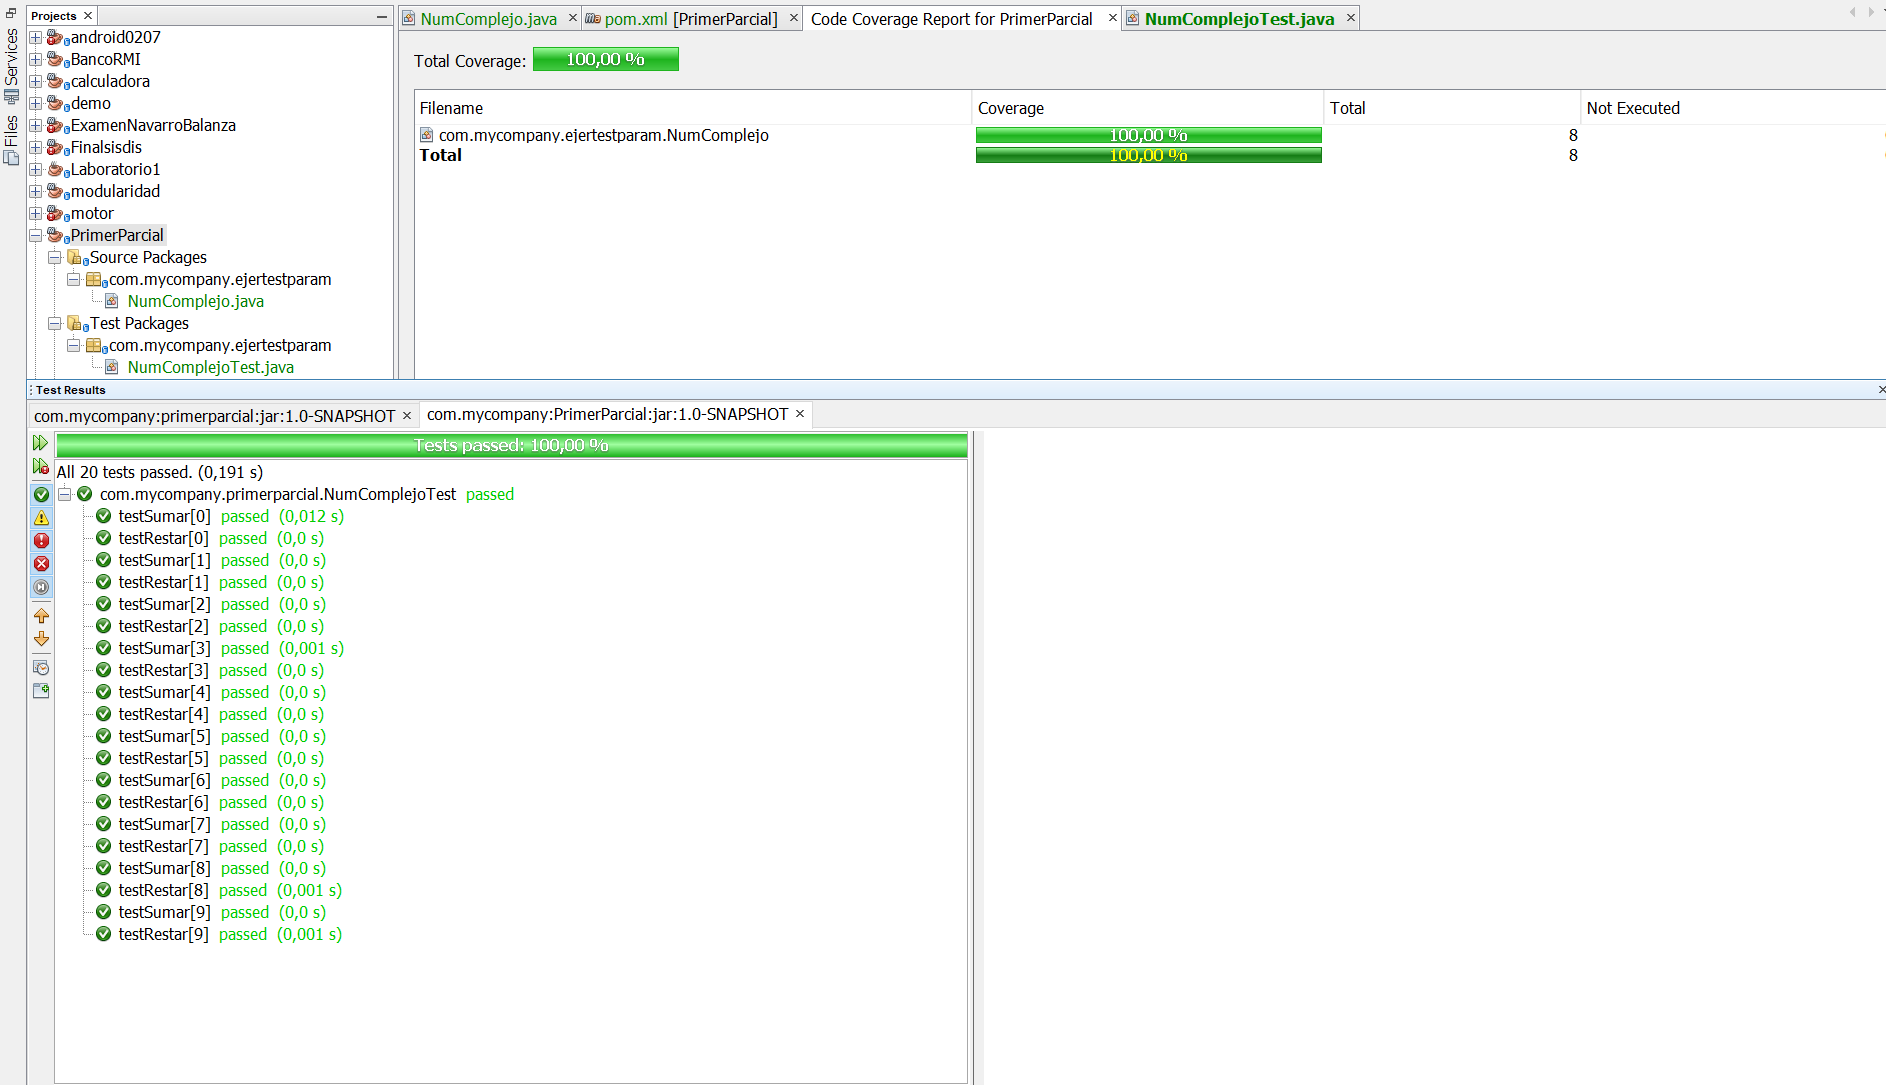 Services
Files
Projects
android0207
BancoRMI
calculadora
demo
ExamenNavarroBalanza
Finalsisdis
Laboratorio1
modularidad
motor
PrimerParcial
Source Packages
com.mycompany.ejertestparam
NumComplejo.java
Test Packages
com.mycompany.ejertestparam
NumComplejoTest.java
NumComplejo.java
pom.xml [PrimerParcial]
Code Coverage Report for PrimerParcial
NumComplejoTest.java
Total Coverage: 100,00 %
Filename Coverage Total Not Executed
com.mycompany.ejertestparam.NumComplejo 100,00 % 8
Total 100,00 % 8
Test Results
com.mycompany:primerparcial:jar:1.0-SNAPSHOT
com.mycompany:PrimerParcial:jar:1.0-SNAPSHOT
Tests passed: 100,00 %
All 20 tests passed. (0,191 s)
com.mycompany.primerparcial.NumComplejoTest passed
testSumar[0] passed (0,012 s)
testRestar[0] passed (0,0 s)
testSumar[1] passed (0,0 s)
testRestar[1] passed (0,0 s)
testSumar[2] passed (0,0 s)
testRestar[2] passed (0,0 s)
testSumar[3] passed (0,001 s)
testRestar[3] passed (0,0 s)
testSumar[4] passed (0,0 s)
testRestar[4] passed (0,0 s)
testSumar[5] passed (0,0 s)
testRestar[5] passed (0,0 s)
testSumar[6] passed (0,0 s)
testRestar[6] passed (0,0 s)
testSumar[7] passed (0,0 s)
testRestar[7] passed (0,0 s)
testSumar[8] passed (0,0 s)
testRestar[8] passed (0,001 s)
testSumar[9] passed (0,0 s)
testRestar[9] passed (0,001 s)